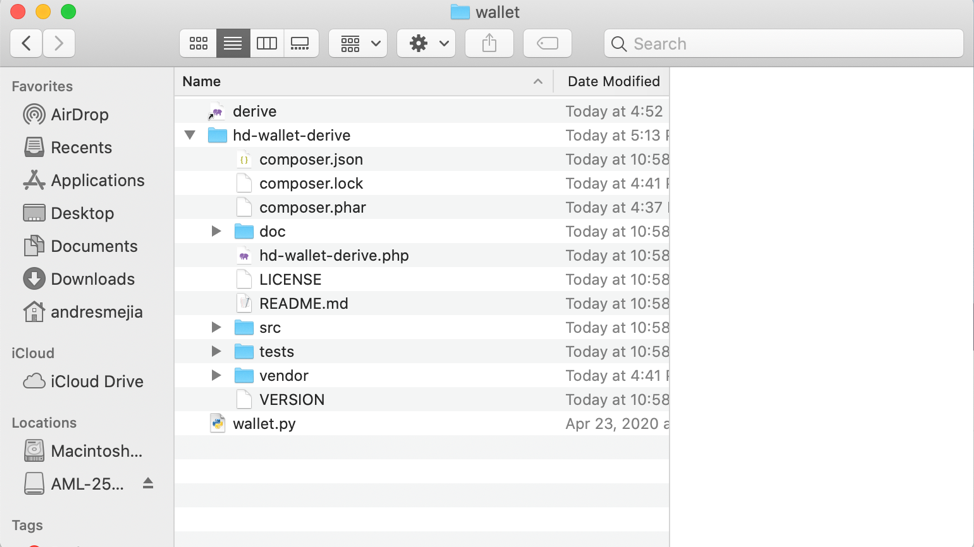 wallet
Search
Favorites
AirDrop
Recents
Applications
Desktop
Documents
Downloads
andresmejia
iCloud
iCloud Drive
Locations
Macintosh...
AML-25...
Tags
Name Date Modified
derive Today at 4:52
hd-wallet-derive Today at 5:13
composer.json Today at 10:58
composer.lock Today at 4:41
composer.phar Today at 4:37
doc Today at 10:58
hd-wallet-derive.php Today at 10:58
LICENSE Today at 10:58
README.md Today at 10:58
src Today at 10:58
tests Today at 10:58
vendor Today at 4:41
VERSION Today at 10:58
wallet.py Apr 23, 2020